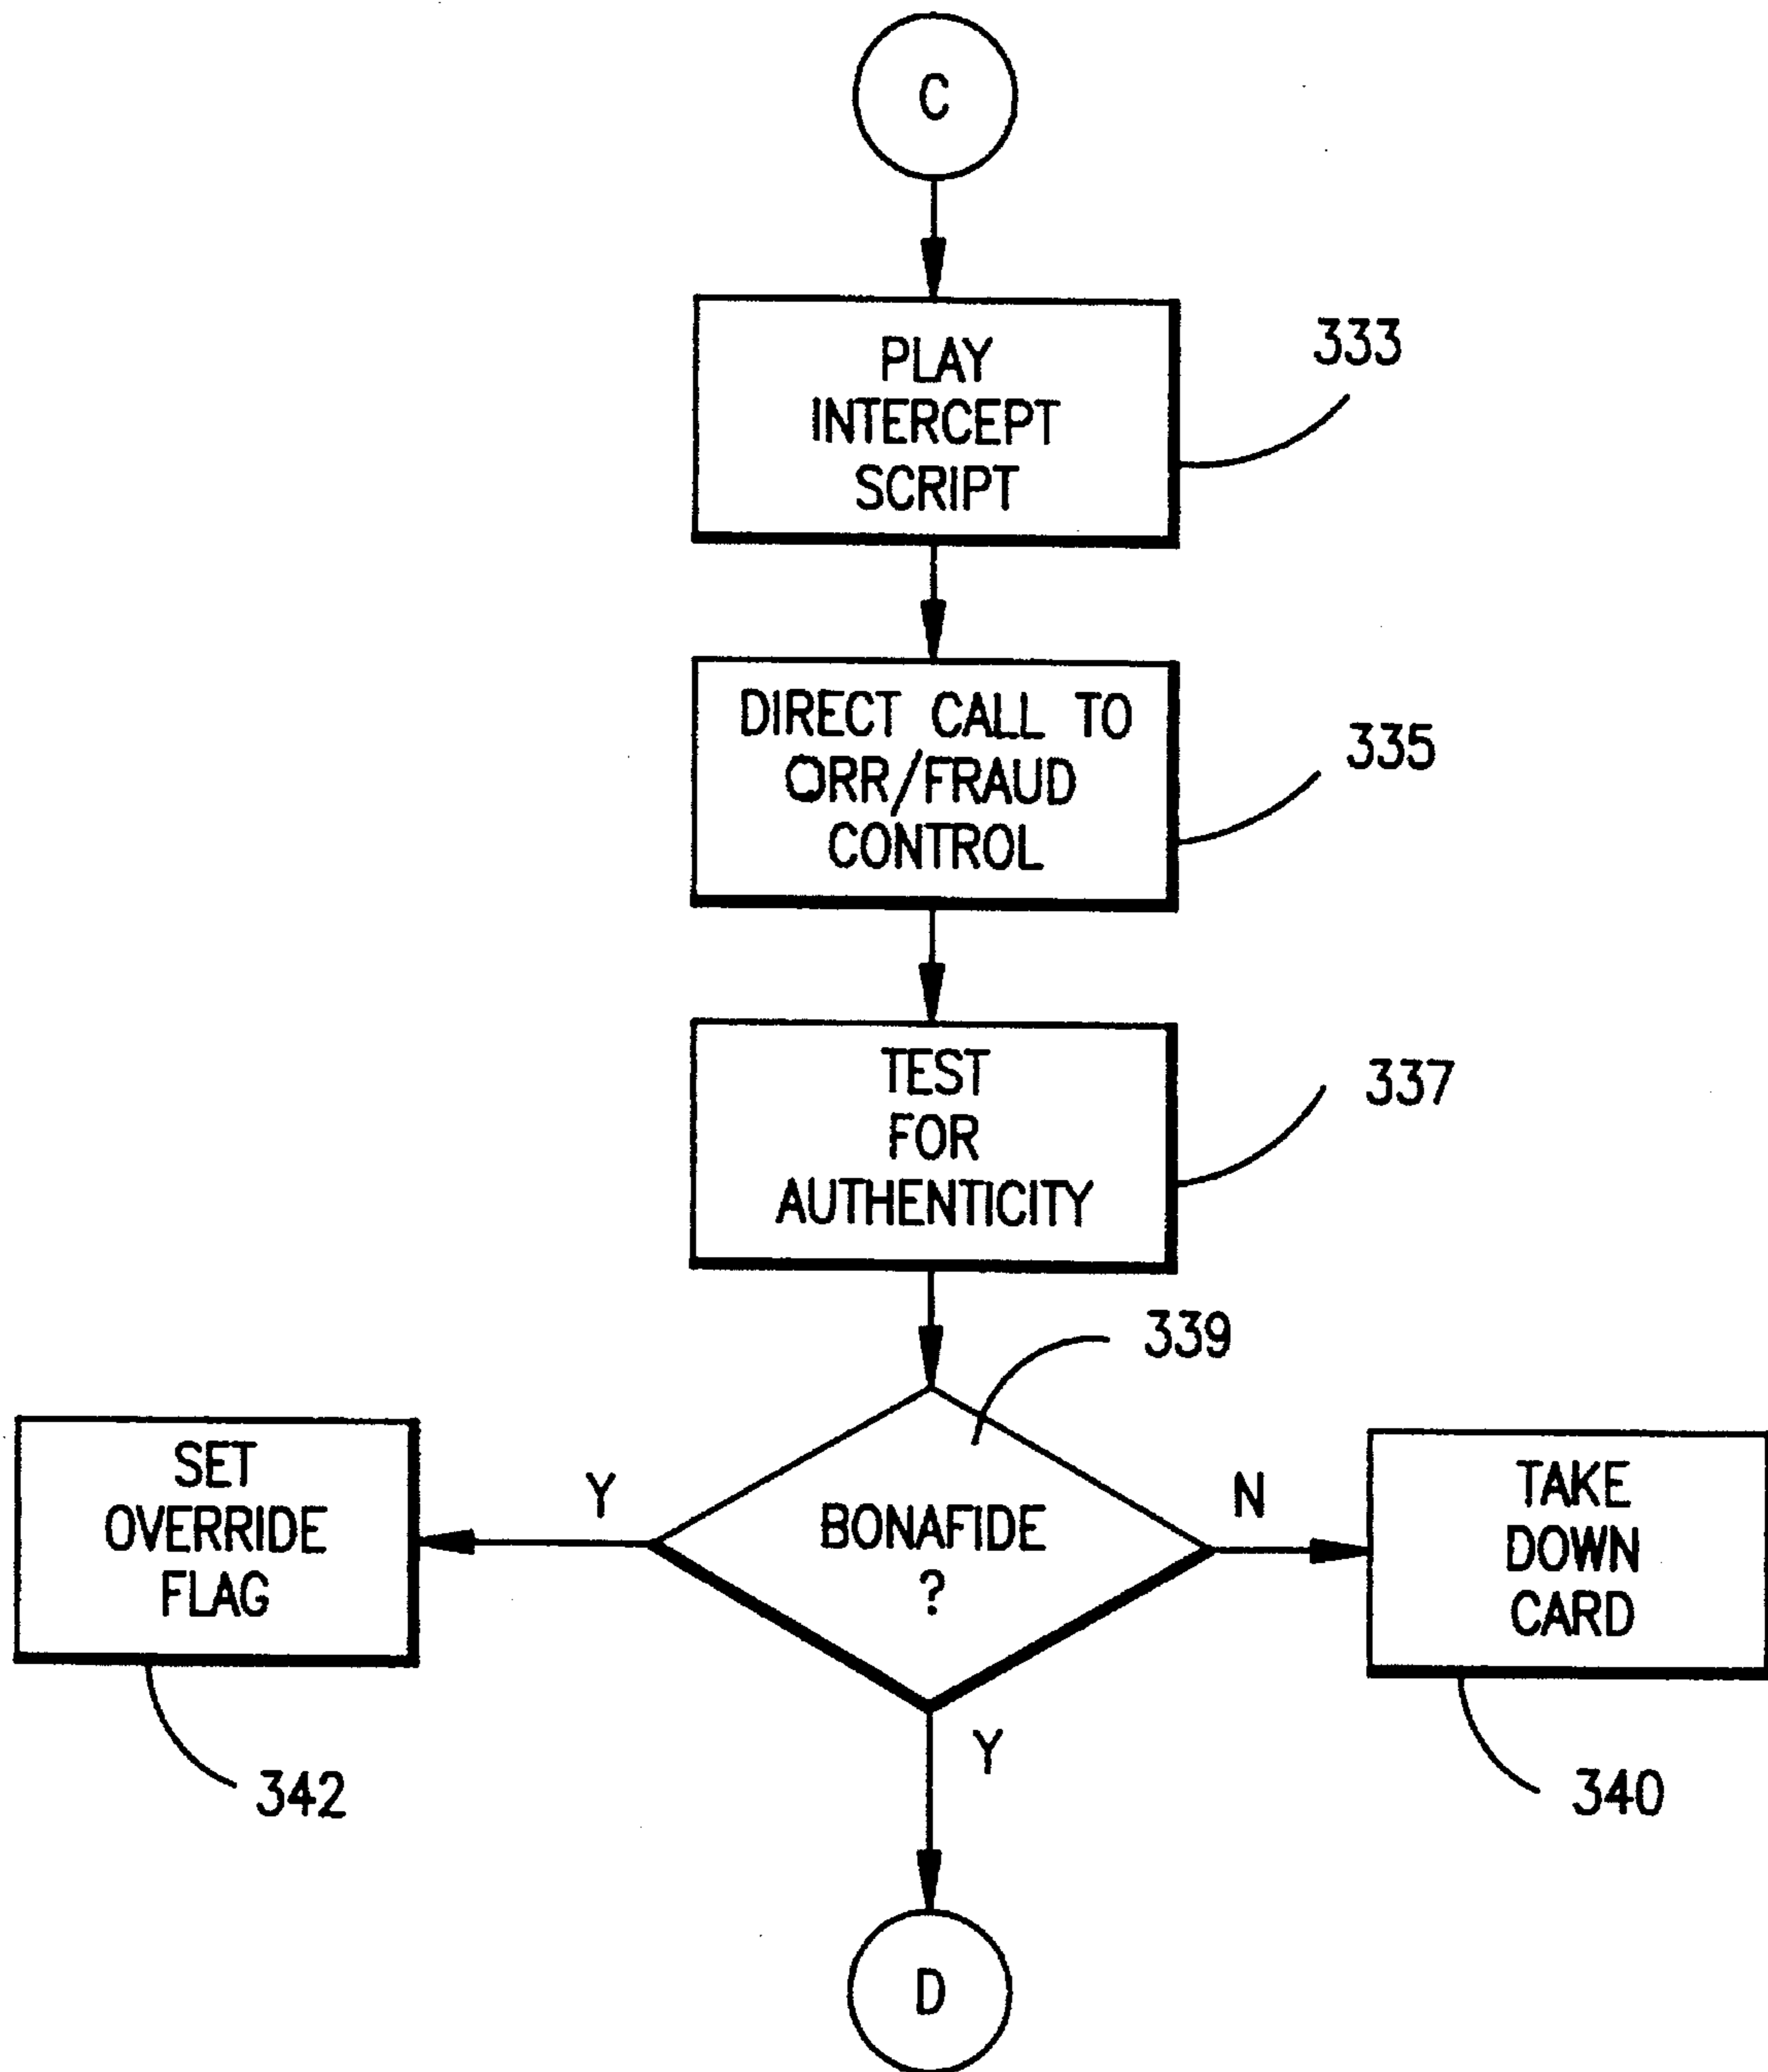 C
PLAY
INTERCEPT
SCRIPT
333
DIRECT CALL TO
ORR/FRAUD
CONTROL
335
TEST
FOR
AUTHENTICITY
337
339
SET
OVERRIDE
FLAG
Y
BONAFIDE
?
N
TAKE
DOWN
CARD
342
Y
340
D